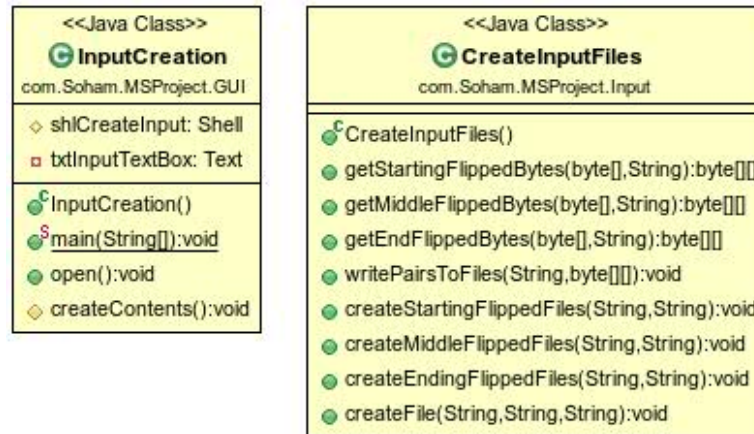 <<Java Class>>
InputCreation
com.Soham.MSProject.GUI
shlCreateInput: Shell
txtInputTextBox: Text
InputCreation()
main(String[]):void
open():void
createContents():void
<<Java Class>>
CreateInputFiles
com.Soham.MSProject.Input
CreateInputFiles()
getStartingFlippedBytes(byte[],String):byte[][]
getMiddleFlippedBytes(byte[],String):byte[][]
getEndFlippedBytes(byte[],String):byte[][]
writePairsToFiles(String,byte[][]):void
createStartingFlippedFiles(String,String):void
createMiddleFlippedFiles(String,String):void
createEndingFlippedFiles(String,String):void
createFile(String,String,String):void